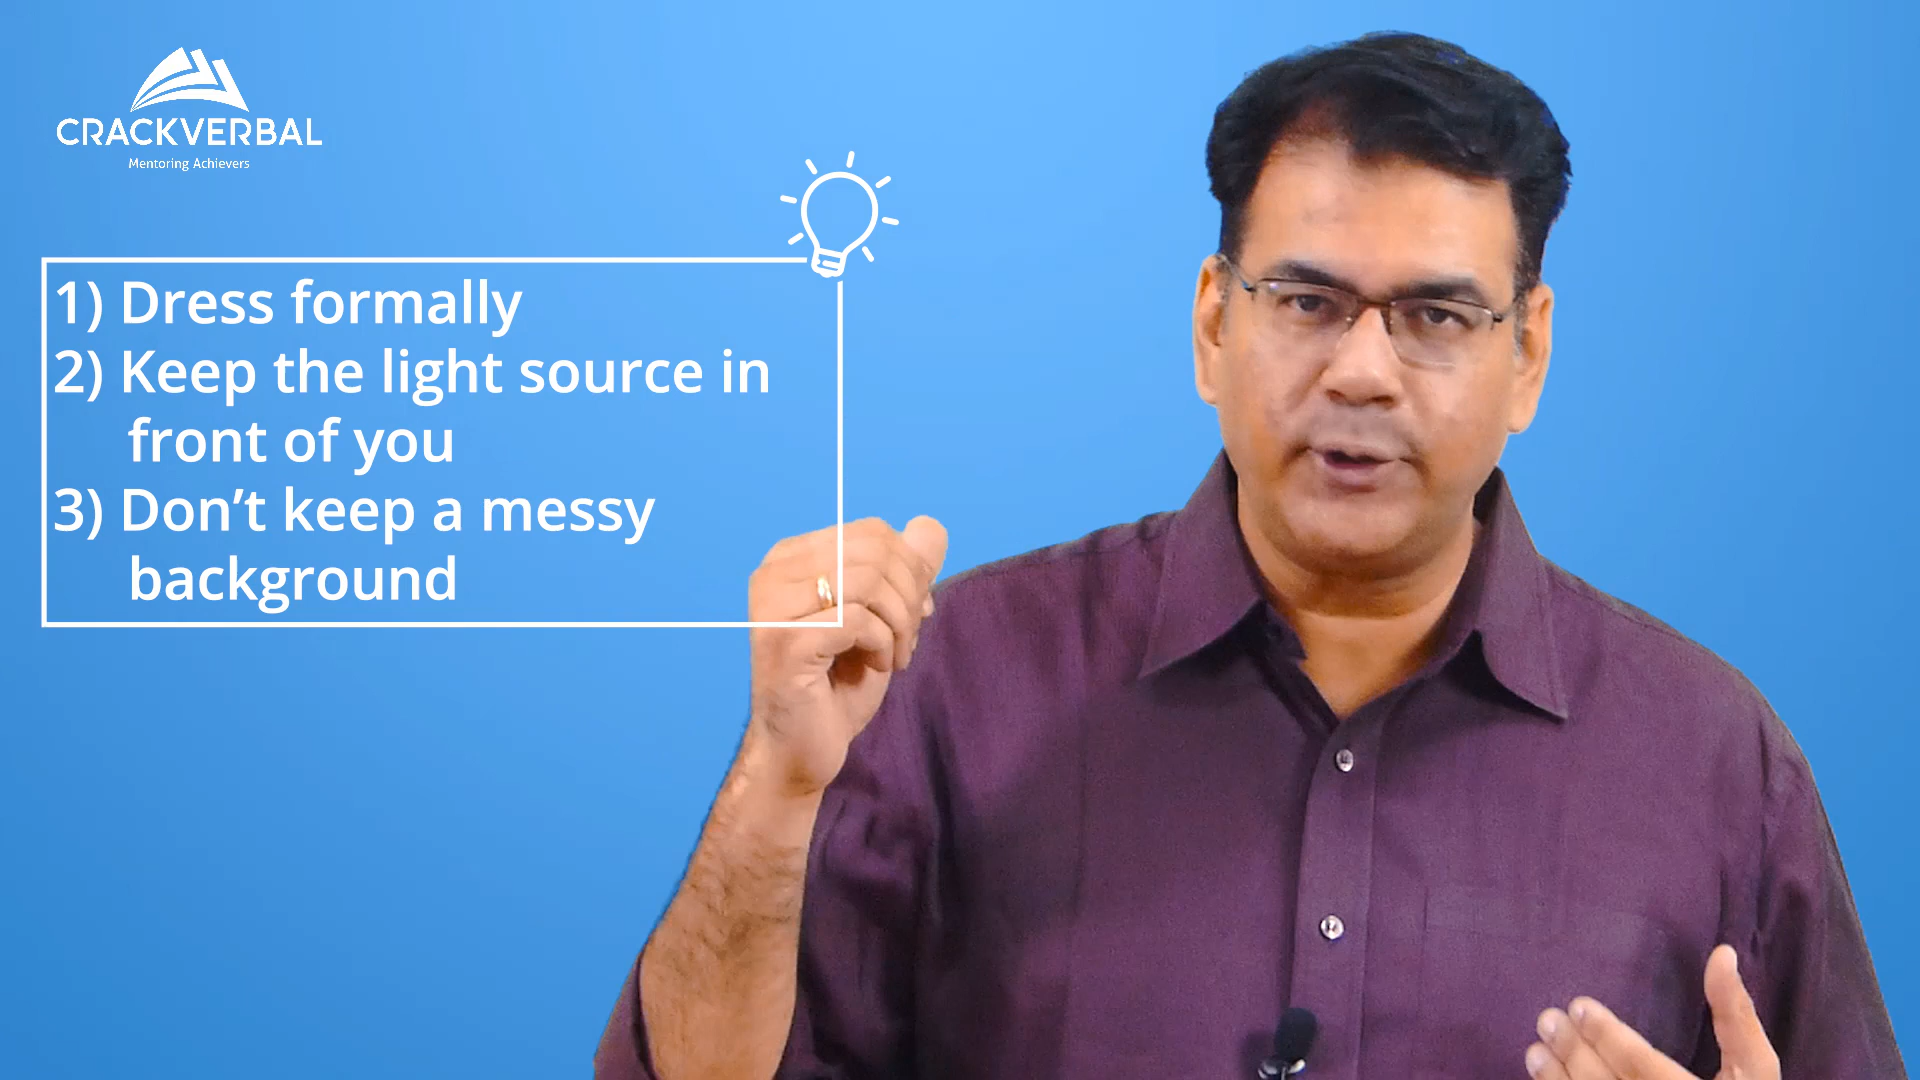 CRACKVERBAL
Mentoring Achievers
1) Dress formally
2) Keep the light source in
front of you
3) Don’t keep a messy
background